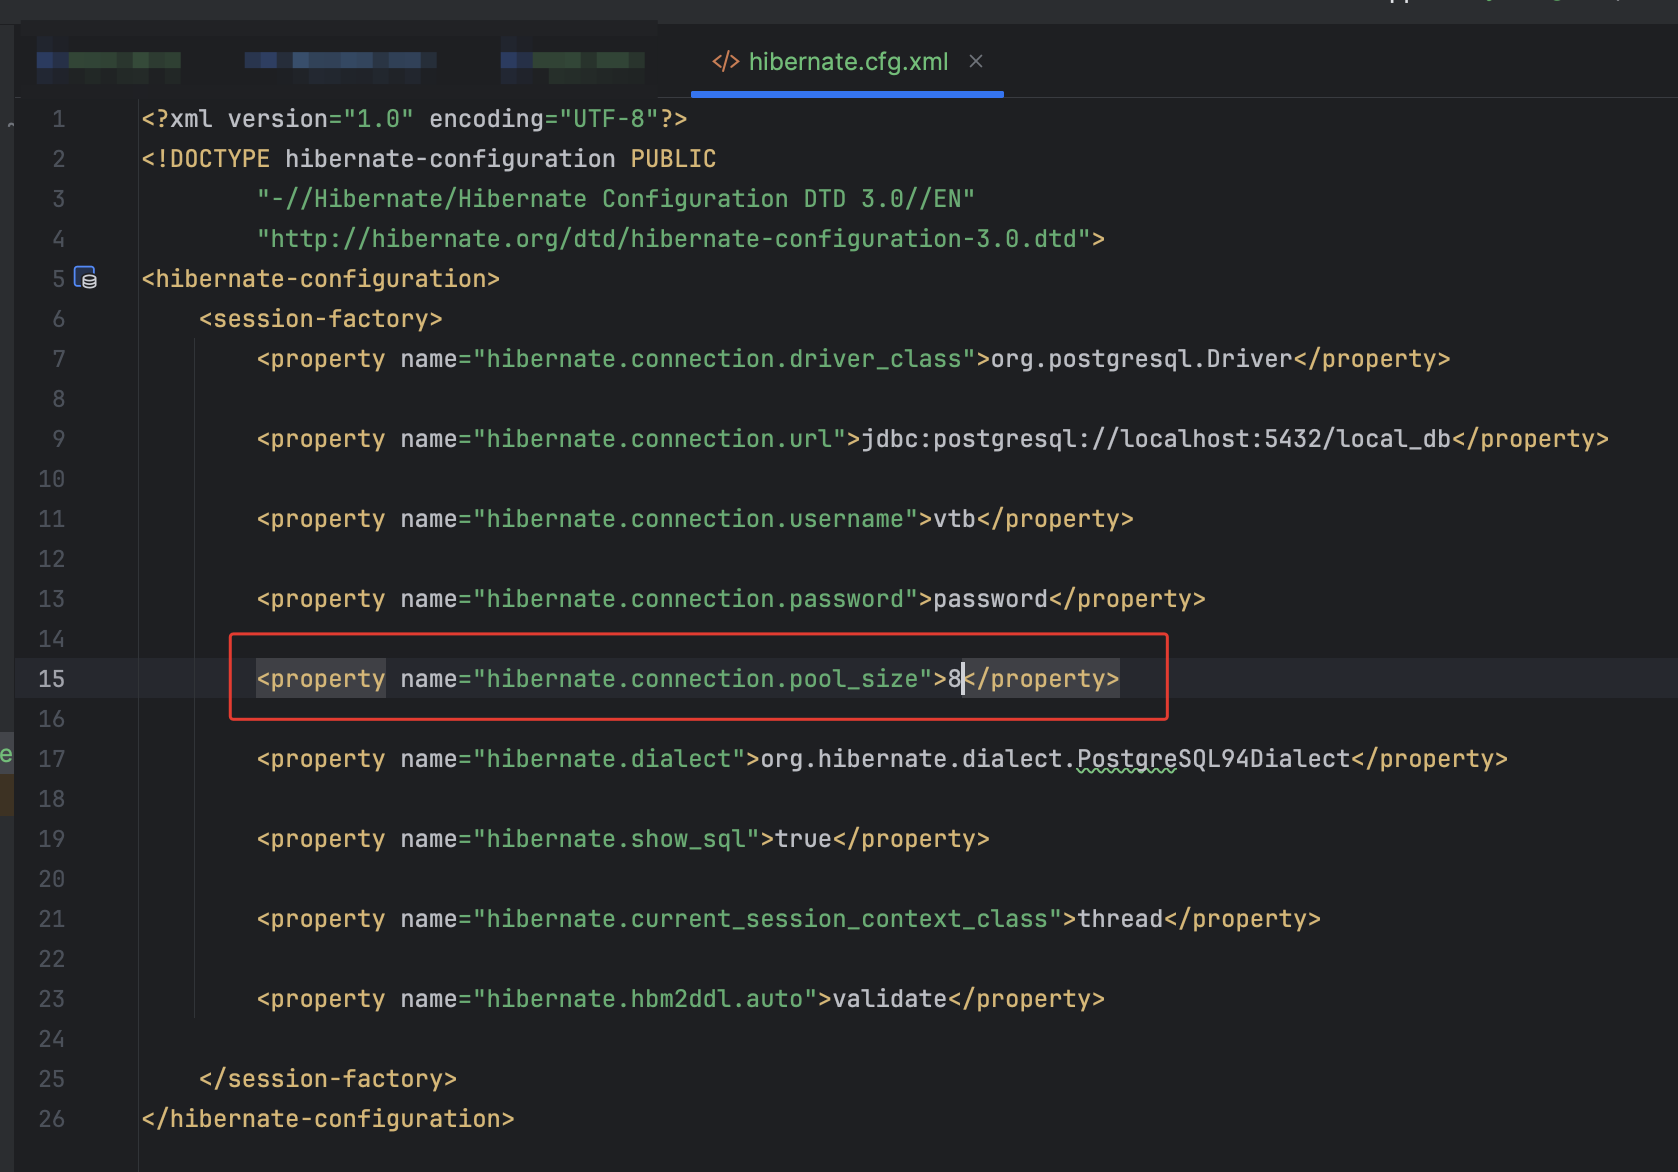 hibernate.cfg.xml
1 <?xml version="1.0" encoding="UTF-8"?>
2 <!DOCTYPE hibernate-configuration PUBLIC
3 "-//Hibernate/Hibernate Configuration DTD 3.0//EN"
4 "http://hibernate.org/dtd/hibernate-configuration-3.0.dtd">
5 <hibernate-configuration>
6 <session-factory>
7 <property name="hibernate.connection.driver_class">org.postgresql.Driver</property>
8
9 <property name="hibernate.connection.url">jdbc:postgresql://localhost:5432/local_db</property>
10
11 <property name="hibernate.connection.username">vtb</property>
12
13 <property name="hibernate.connection.password">password</property>
14
15 <property name="hibernate.connection.pool_size">8</property>
16
17 <property name="hibernate.dialect">org.hibernate.dialect.PostgreSQL94Dialect</property>
18
19 <property name="hibernate.show_sql">true</property>
20
21 <property name="hibernate.current_session_context_class">thread</property>
22
23 <property name="hibernate.hbm2ddl.auto">validate</property>
24
25 </session-factory>
26 </hibernate-configuration>